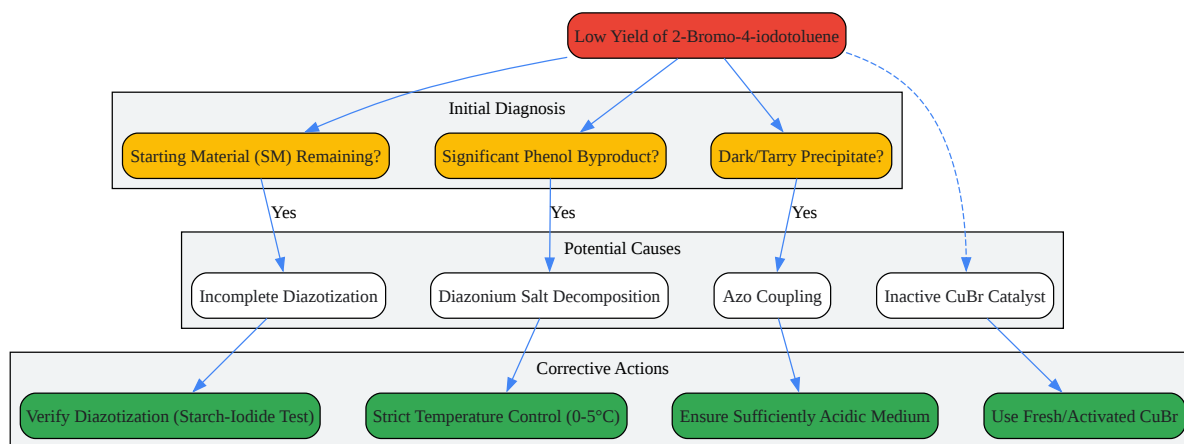 Low Yield of 2-Bromo-4-iodotoluene
Initial Diagnosis
Starting Material (SM) Remaining?
Significant Phenol Byproduct?
Dark/Tarry Precipitate?
Yes
Yes
Yes
Potential Causes
Incomplete Diazotization
Diazonium Salt Decomposition
Azo Coupling
Inactive CuBr Catalyst
Corrective Actions
Verify Diazotization (Starch-Iodide Test)
Strict Temperature Control (0-5°C)
Ensure Sufficiently Acidic Medium
Use Fresh/Activated CuBr